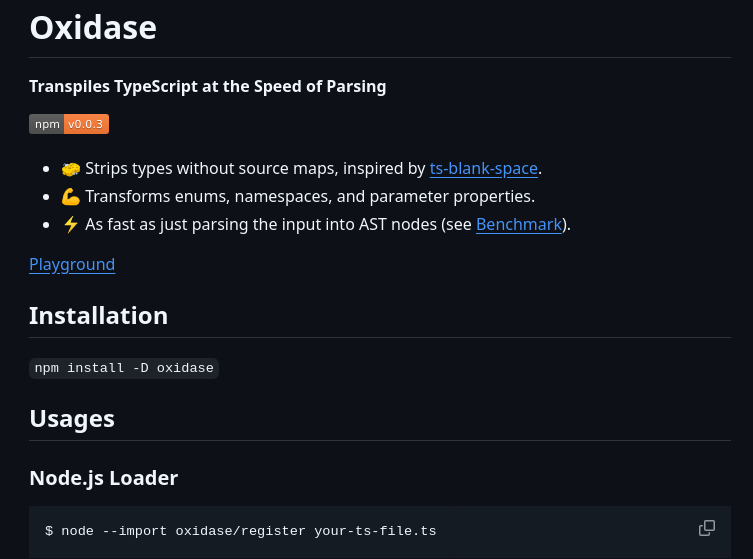 Oxidase
Transpiles TypeScript at the Speed of Parsing
npm v0.0.3
🧽 Strips types without source maps, inspired by ts-blank-space.
💪 Transforms enums, namespaces, and parameter properties.
⚡ As fast as just parsing the input into AST nodes (see Benchmark).
Playground
Installation
npm install -D oxidase
Usages
Node.js Loader
$ node --import oxidase/register your-ts-file.ts